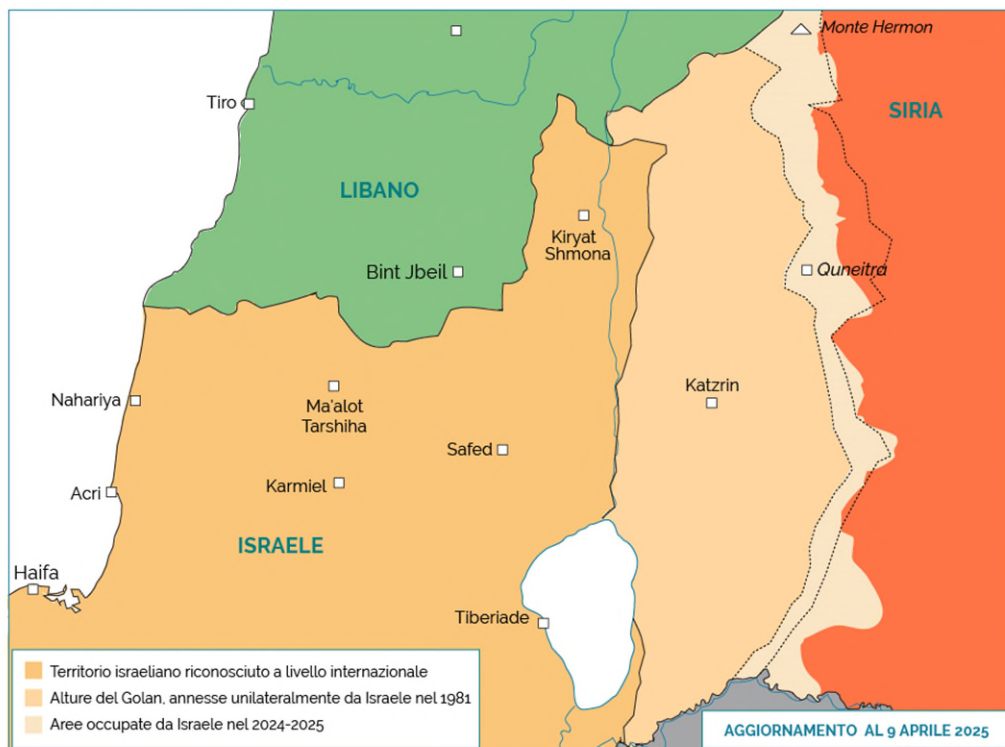 Monte Hermon
Tiro
SIRIA
LIBANO
Kiryat
Shmona
Bint Jbeil
Quneitra
Nahariya
Ma'alot
Tarshiha
Katzrin
Safed
Karmiel
Acri
ISRAELE
Haifa
Tiberiade
Territorio israeliano riconosciuto a livello internazionale
Alture del Golan, annesse unilateralmente da Israele nel 1981
Aree occupate da Israele nel 2024-2025
AGGIORNAMENTO AL 9 APRILE 2025